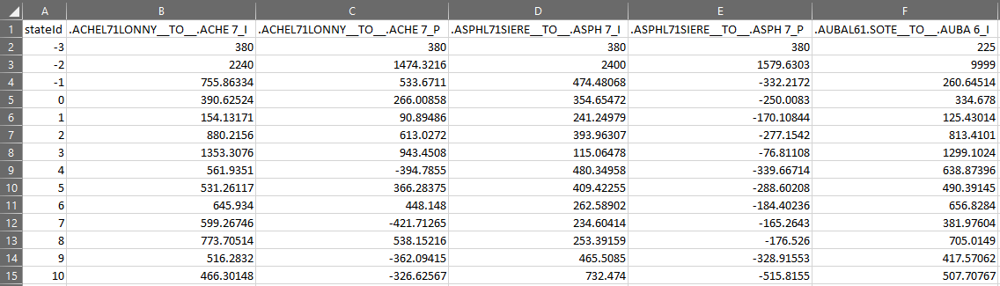 A B C D E F
1 stateId .ACHEL71LONNY__TO__.ACHE 7_I .ACHEL71LONNY__TO__.ACHE 7_P .ASPHL71SIERE__TO__.ASPH 7_I .ASPHL71SIERE__TO__.ASPH 7_P .AUBAL61.SOTE__TO__.AUBA 6_I
2 -3 380 380 380 380 225
3 -2 2240 1474.3216 2400 1579.6303 9999
4 -1 755.86334 533.6711 474.48068 -332.2172 260.64514
5 0 390.62524 266.00858 354.65472 -250.0083 334.678
6 1 154.13171 90.89486 241.24979 -170.10844 125.43014
7 2 880.2156 613.0272 393.96307 -277.1542 813.4101
8 3 1353.3076 943.4508 115.06478 -76.81108 1299.1024
9 4 561.9351 -394.7855 480.34958 -339.66714 638.87396
10 5 531.26117 366.28375 409.42255 -288.60208 490.39145
11 6 645.934 448.148 262.58902 -184.40236 656.8284
12 7 599.26746 -421.71265 234.60414 -165.2643 381.97604
13 8 773.70514 538.15216 253.39159 -176.526 705.0149
14 9 516.2832 -362.09415 465.5085 -328.91553 417.57062
15 10 466.30148 -326.62567 732.474 -515.8155 507.70767